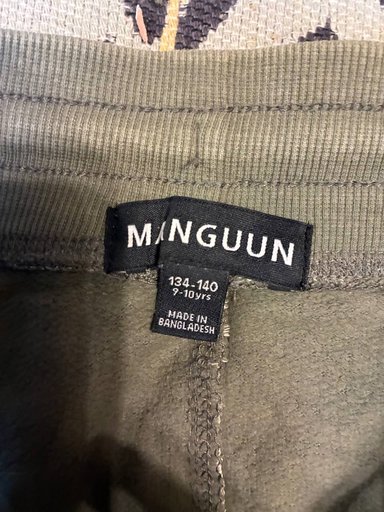 MANGUUN
134-140
9-10yrs
MADE IN
BANGLADESH